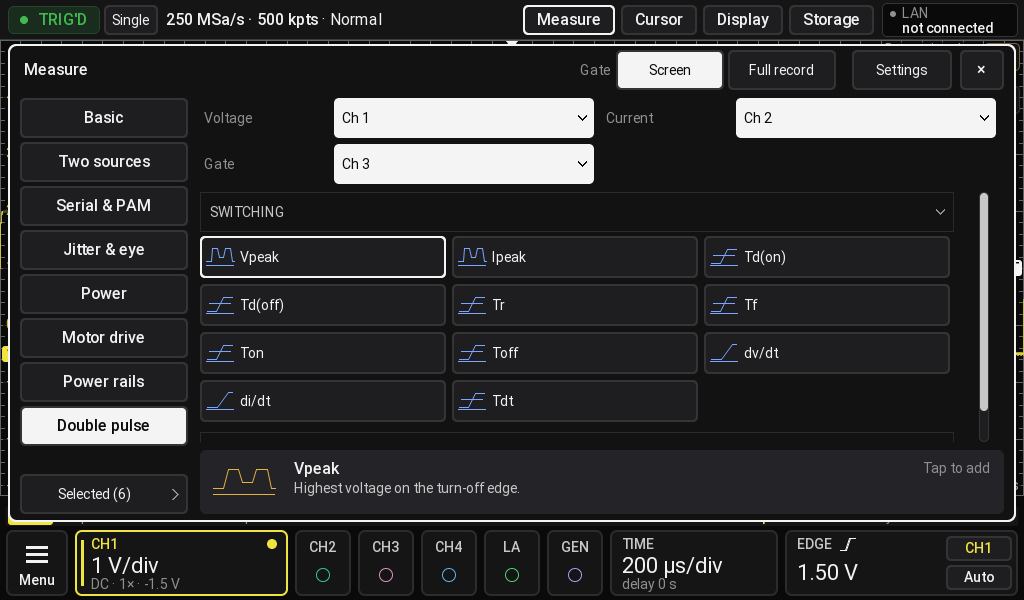 TRIG'D
Single
250 MSa/s · 500 kpts · Normal
Measure
Cursor
Display
Storage
LAN
not connected
Measure
Gate
Screen
Full record
Settings
×
Basic
Two sources
Serial & PAM
Jitter & eye
Power
Motor drive
Power rails
Double pulse
Selected (6)
Voltage
Ch 1
Current
Ch 2
Gate
Ch 3
SWITCHING
Vpeak
Ipeak
Td(on)
Td(off)
Tr
Tf
Ton
Toff
dv/dt
di/dt
Tdt
Vpeak
Tap to add
Highest voltage on the turn-off edge.
Menu
CH1
1 V/div
DC · 1× · -1.5 V
CH2
CH3
CH4
LA
GEN
TIME
200 µs/div
delay 0 s
EDGE
1.50 V
CH1
Auto